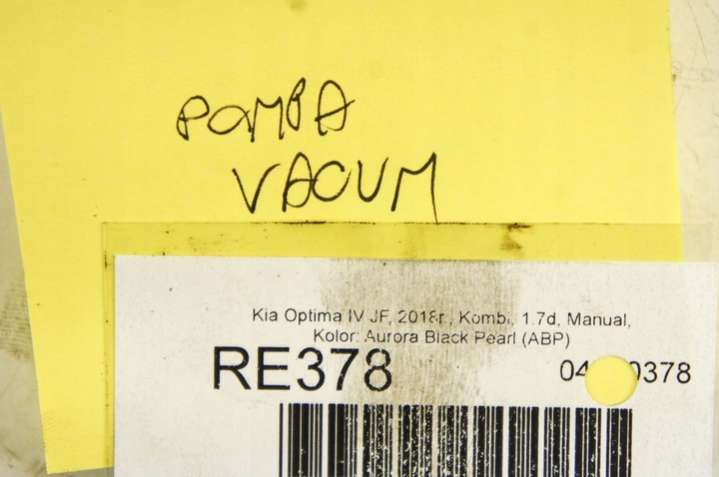 POMPA
VACUM
Kia Optima IV JF, 2018r., Kombi, 1.7d, Manual,
Kolor: Aurora Black Pearl (ABP)
RE378